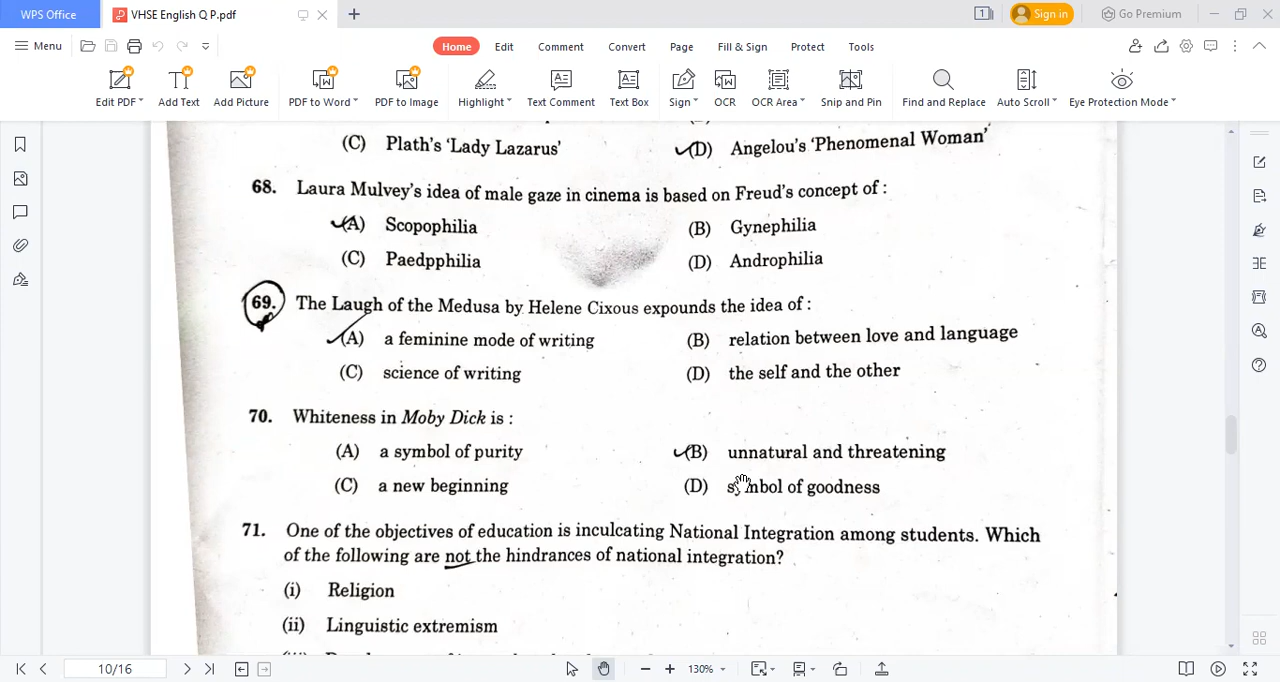 WPS Office
VHSE English Q P.pdf
1
Sign in
Go Premium
Menu
Home Edit Comment Convert Page Fill & Sign Protect Tools
Edit PDF Add Text Add Picture PDF to Word PDF to Image Highlight Text Comment Text Box Sign OCR OCR Area Snip and Pin Find and Replace Auto Scroll Eye Protection Mode
(C) Plath's 'Lady Lazarus' (D) Angelou's 'Phenomenal Woman'
68. Laura Mulvey's idea of male gaze in cinema is based on Freud's concept of :
(A) Scopophilia (B) Gynephilia
(C) Paedpphilia (D) Androphilia
69. The Laugh of the Medusa by Helene Cixous expounds the idea of :
(A) a feminine mode of writing (B) relation between love and language
(C) science of writing (D) the self and the other
70. Whiteness in Moby Dick is :
(A) a symbol of purity (B) unnatural and threatening
(C) a new beginning (D) symbol of goodness
71. One of the objectives of education is inculcating National Integration among students. Which
of the following are not the hindrances of national integration?
(i) Religion
(ii) Linguistic extremism
10/16
130%